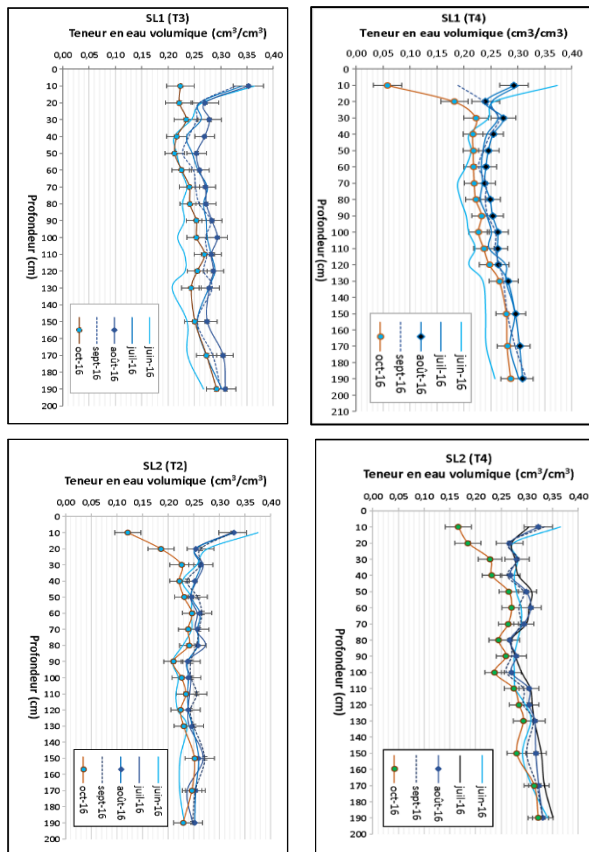 SL1 (T3)
Teneur en eau volumique (cm³/cm³)
0,00 0,05 0,10 0,15 0,20 0,25 0,30 0,35 0,40
Profondeur (cm)
0
10
20
30
40
50
60
70
80
90
100
110
120
130
140
150
160
170
180
190
200
juin-16
juil-16
août-16
sept-16
oct-16
SL1 (T4)
Teneur en eau volumique (cm3/cm3)
0,00 0,05 0,10 0,15 0,20 0,25 0,30 0,35 0,40
Profondeur (cm)
0
10
20
30
40
50
60
70
80
90
100
110
120
130
140
150
160
170
180
190
200
210
juin-16
juil-16
août-16
sept-16
oct-16
SL2 (T2)
Teneur en eau volumique (cm³/cm³)
0,00 0,05 0,10 0,15 0,20 0,25 0,30 0,35 0,40
Profondeur (cm)
0
10
20
30
40
50
60
70
80
90
100
110
120
130
140
150
160
170
180
190
200
juin-16
juil-16
août-16
sept-16
oct-16
SL2 (T4)
Teneur en eau volumique (cm³/cm³)
0,00 0,05 0,10 0,15 0,20 0,25 0,30 0,35 0,40
Profondeur (cm)
0
10
20
30
40
50
60
70
80
90
100
110
120
130
140
150
160
170
180
190
200
juin-16
juil-16
août-16
sept-16
oct-16